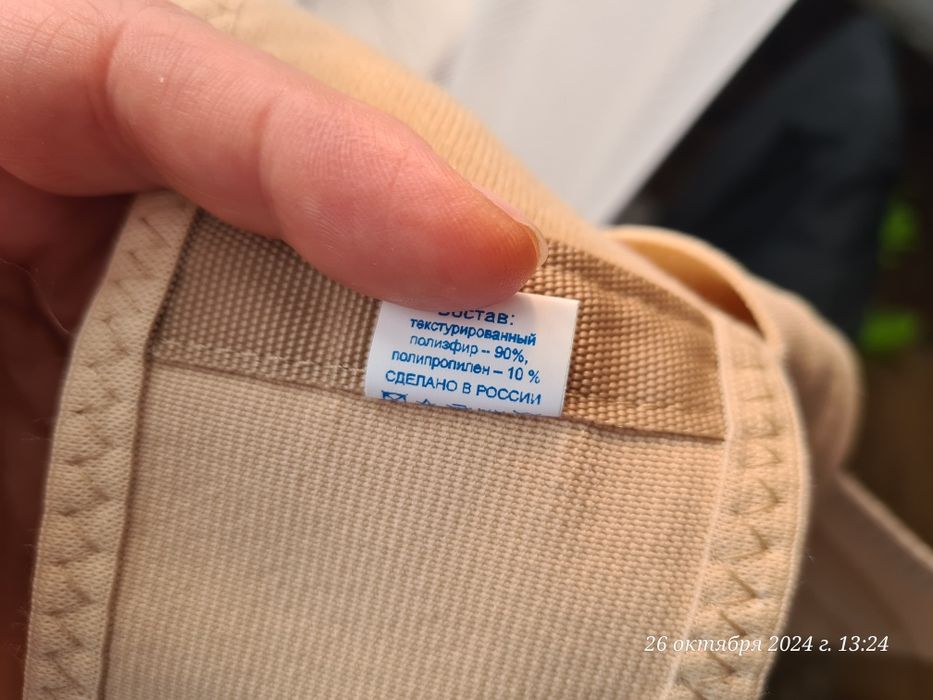 Состав:
текстурированный
полиэфир – 90%,
полипропилен – 10 %
СДЕЛАНО В РОССИИ
26 октября 2024 г. 13:24